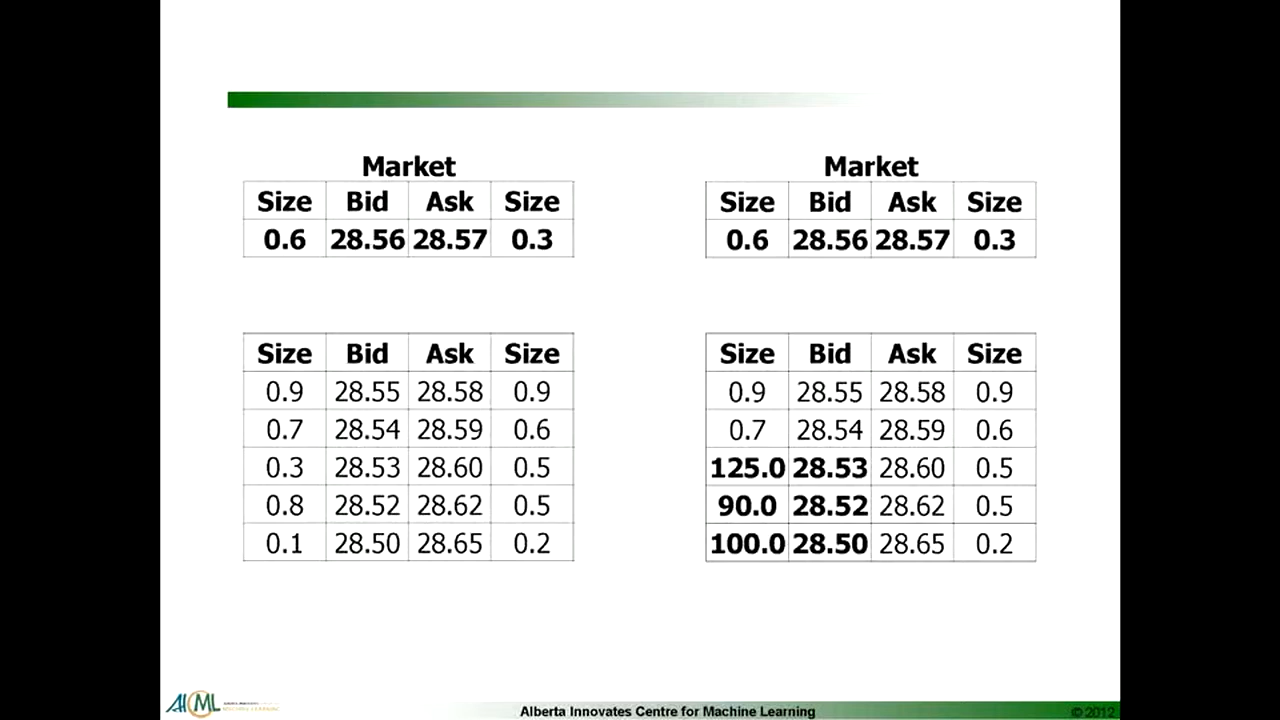 Market
Size Bid Ask Size
0.6 28.56 28.57 0.3
Size Bid Ask Size
0.9 28.55 28.58 0.9
0.7 28.54 28.59 0.6
0.3 28.53 28.60 0.5
0.8 28.52 28.62 0.5
0.1 28.50 28.65 0.2
Market
Size Bid Ask Size
0.6 28.56 28.57 0.3
Size Bid Ask Size
0.9 28.55 28.58 0.9
0.7 28.54 28.59 0.6
125.0 28.53 28.60 0.5
90.0 28.52 28.62 0.5
100.0 28.50 28.65 0.2
AICML
Alberta Innovates Centre for Machine Learning
© 2012